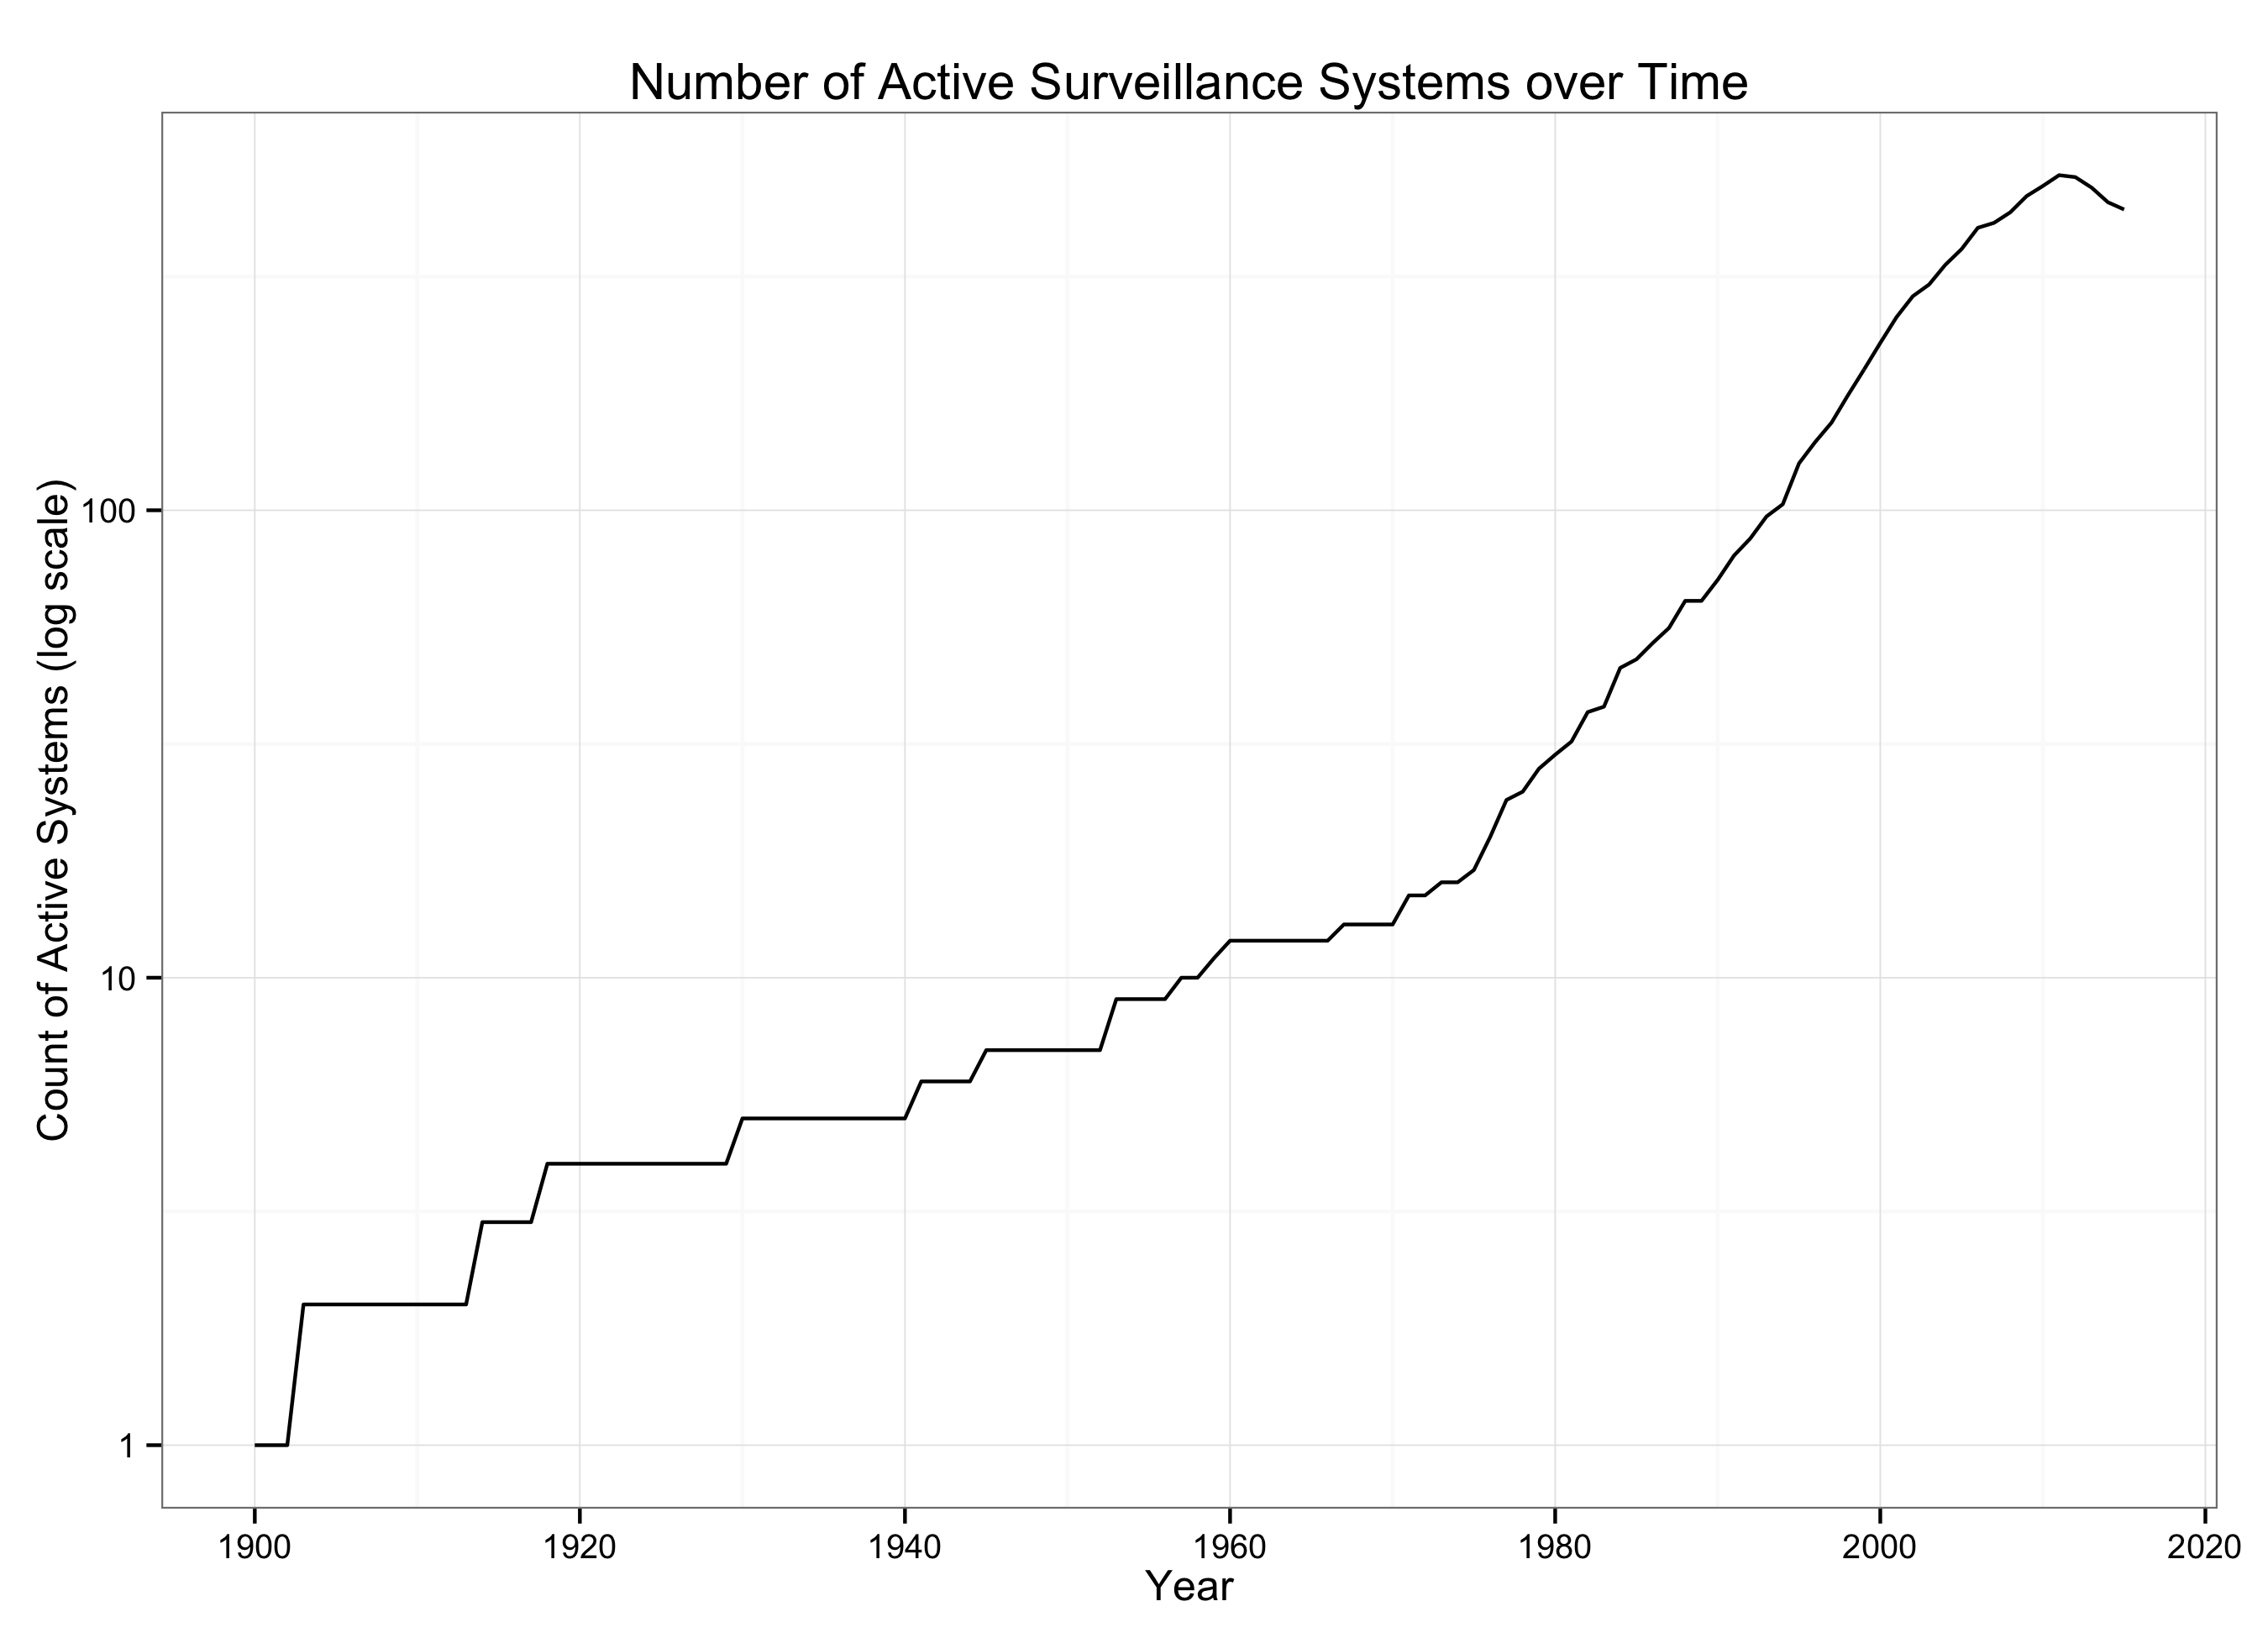 Number of Active Surveillance Systems over Time
Count of Active Systems (log scale)
100
10
1
1900 1920 1940 1960 1980 2000 2020
Year